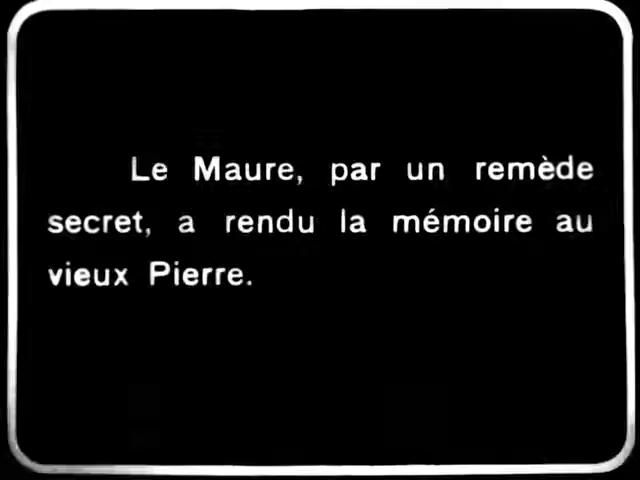 Le Maure, par un remède
secret, a rendu la mémoire au
vieux Pierre.